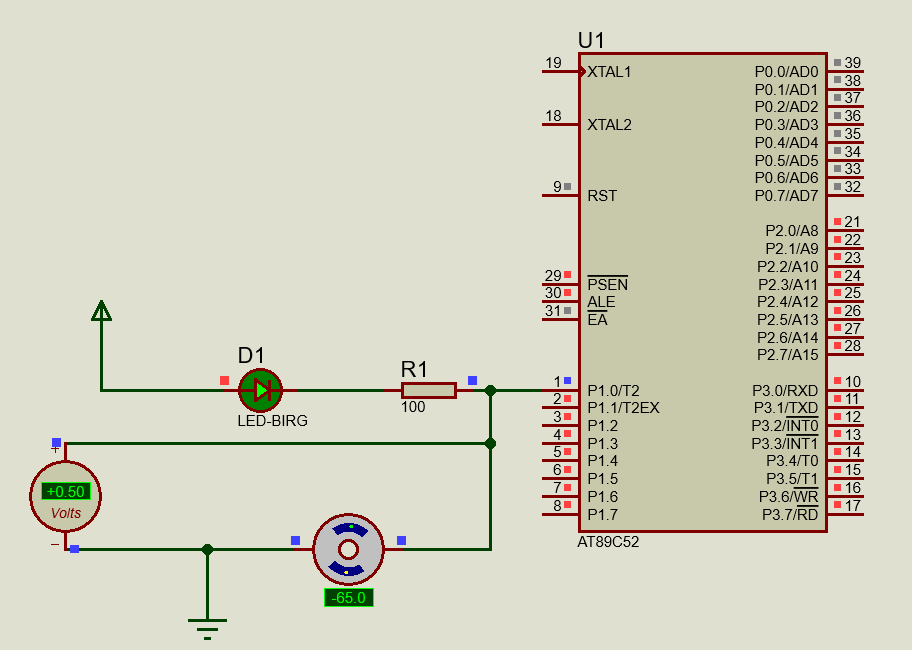 U1
19 XTAL1 P0.0/AD0 39
P0.1/AD1 38
P0.2/AD2 37
18 XTAL2 P0.3/AD3 36
P0.4/AD4 35
P0.5/AD5 34
P0.6/AD6 33
9 RST P0.7/AD7 32
P2.0/A8 21
P2.1/A9 22
P2.2/A10 23
29 PSEN P2.3/A11 24
30 ALE P2.4/A12 25
31 EA P2.5/A13 26
P2.6/A14 27
P2.7/A15 28
1 P1.0/T2 P3.0/RXD 10
2 P1.1/T2EX P3.1/TXD 11
3 P1.2 P3.2/INT0 12
4 P1.3 P3.3/INT1 13
5 P1.4 P3.4/T0 14
6 P1.5 P3.5/T1 15
7 P1.6 P3.6/WR 16
8 P1.7 P3.7/RD 17
AT89C52
D1
LED-BIRG
R1
100
+
+0.50
Volts
−
-65.0